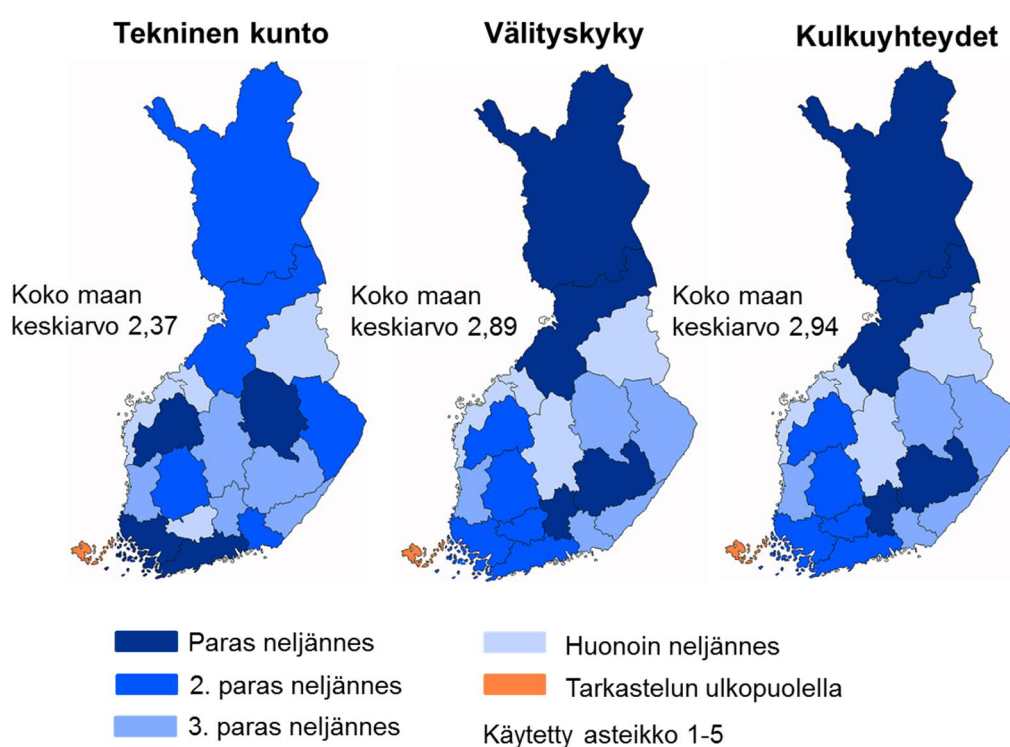 Tekninen kunto
Välityskyky
Kulkuyhteydet
Koko maan
keskiarvo 2,37
Koko maan
keskiarvo 2,89
Koko maan
keskiarvo 2,94
Paras neljännes
2. paras neljännes
3. paras neljännes
Huonoin neljännes
Tarkastelun ulkopuolella
Käytetty asteikko 1-5